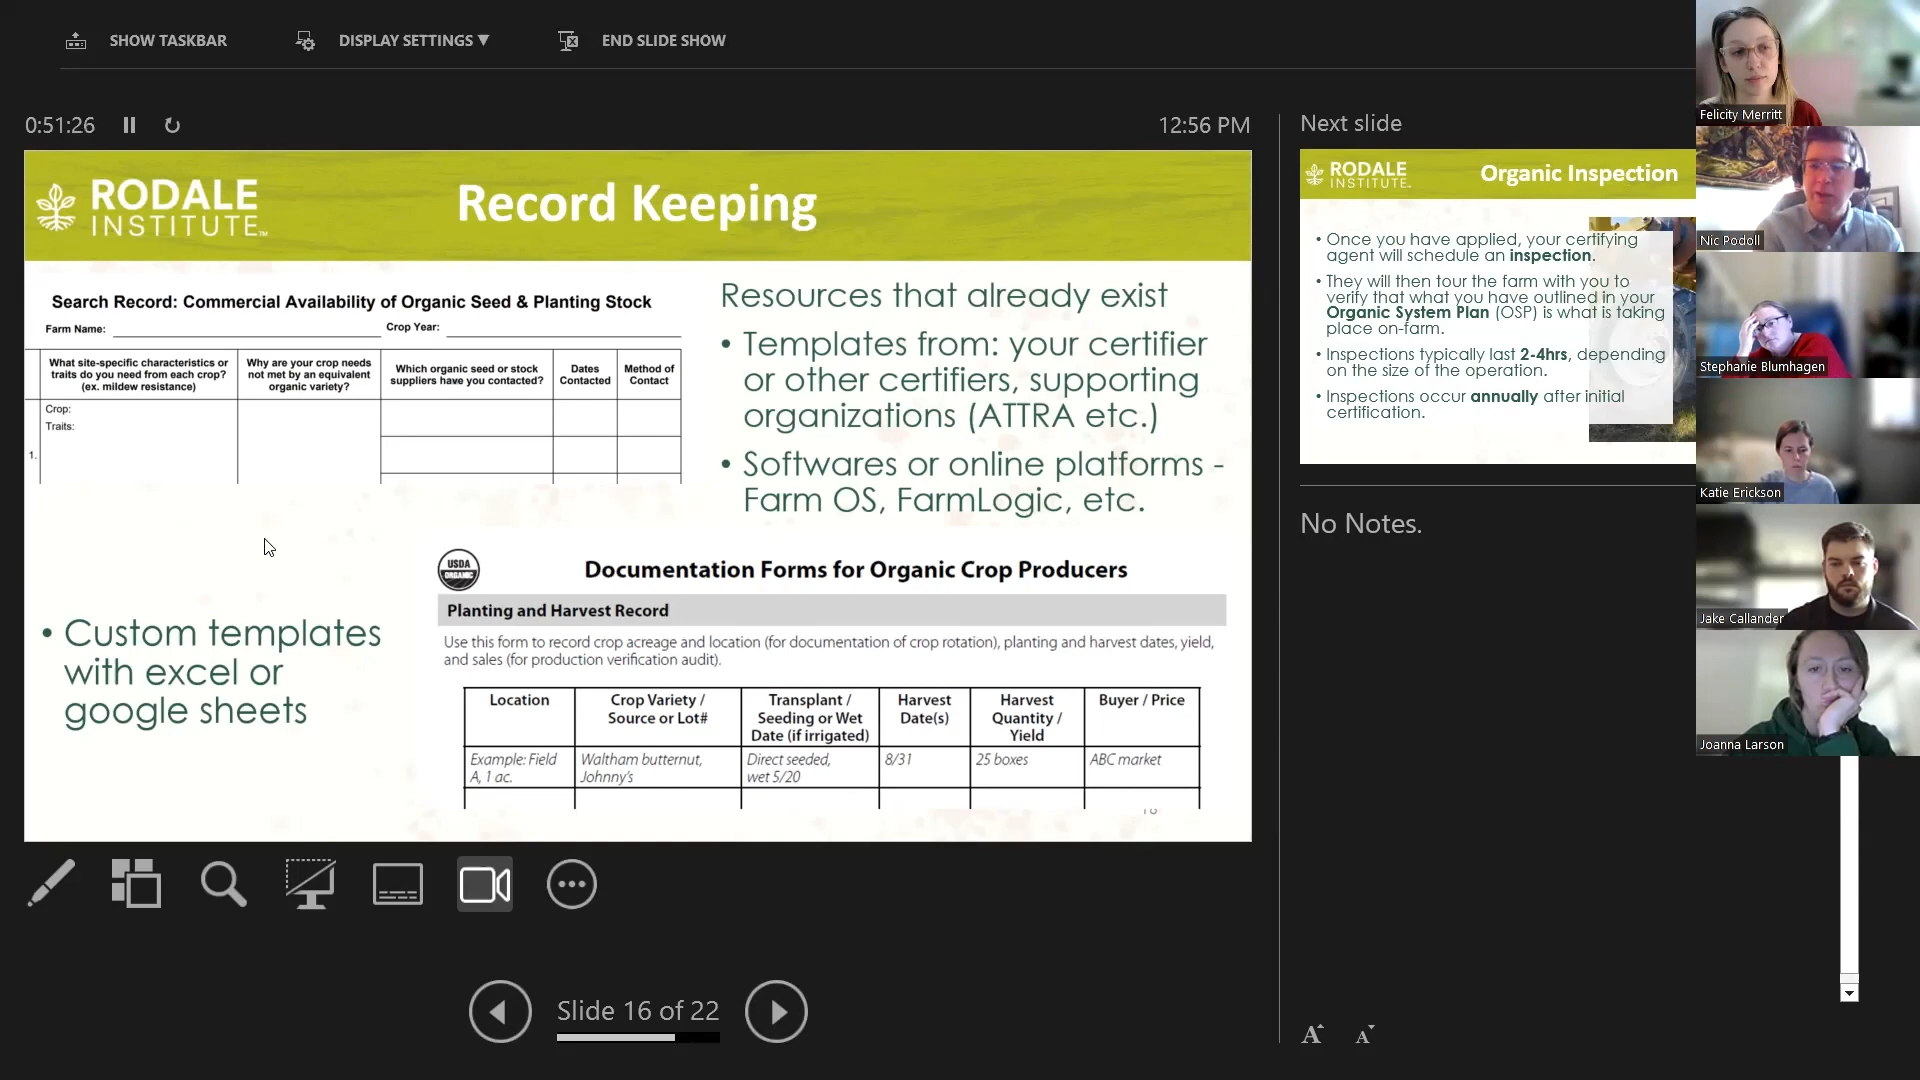 SHOW TASKBAR
DISPLAY SETTINGS ▼
END SLIDE SHOW
0:51:26
12:56 PM
RODALE
INSTITUTE™
Record Keeping
Search Record: Commercial Availability of Organic Seed & Planting Stock
Farm Name:
Crop Year:
What site-specific characteristics or
traits do you need from each crop?
(ex. mildew resistance)
Why are your crop needs
not met by an equivalent
organic variety?
Which organic seed or stock
suppliers have you contacted?
Dates
Contacted
Method of
Contact
Crop:
Traits:
1.
Resources that already exist
• Templates from: your certifier
or other certifiers, supporting
organizations (ATTRA etc.)
• Softwares or online platforms -
Farm OS, FarmLogic, etc.
• Custom templates
with excel or
google sheets
USDA
ORGANIC
Documentation Forms for Organic Crop Producers
Planting and Harvest Record
Use this form to record crop acreage and location (for documentation of crop rotation), planting and harvest dates, yield,
and sales (for production verification audit).
Location
Crop Variety /
Source or Lot#
Transplant /
Seeding or Wet
Date (if irrigated)
Harvest
Date(s)
Harvest
Quantity /
Yield
Buyer / Price
Example: Field
A, 1 ac.
Waltham butternut,
Johnny's
Direct seeded,
wet 5/20
8/31
25 boxes
ABC market
Slide 16 of 22
Next slide
RODALE
INSTITUTE™
Organic Inspection
• Once you have applied, your certifying
agent will schedule an inspection.
• They will then tour the farm with you to
verify that what you have outlined in your
Organic System Plan (OSP) is what is taking
place on-farm.
• Inspections typically last 2-4hrs, depending
on the size of the operation.
• Inspections occur annually after initial
certification.
No Notes.
A
A
Felicity Merritt
Nic Podoll
Stephanie Blumhagen
Katie Erickson
Jake Callander
Joanna Larson